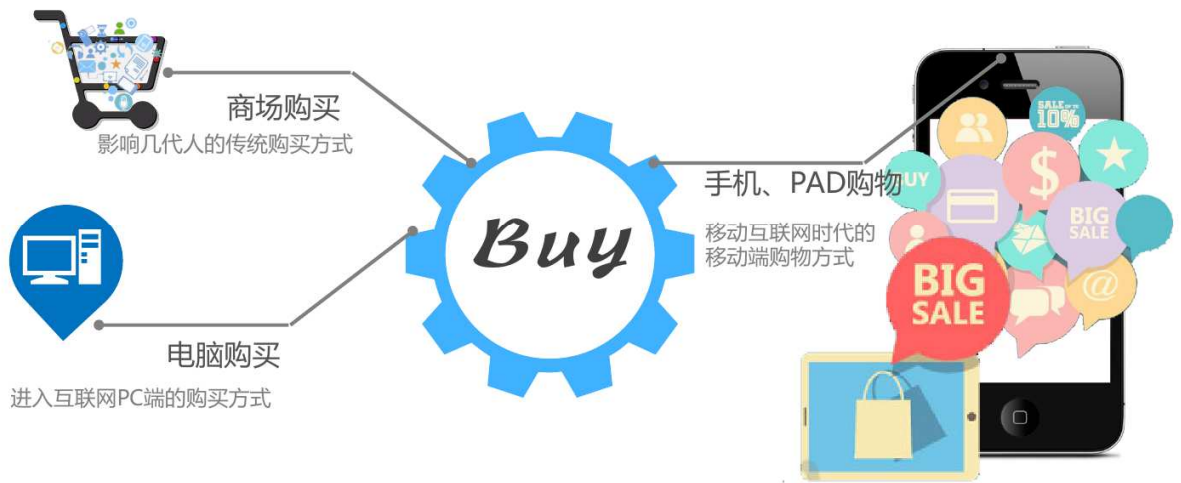 商场购买
影响几代人的传统购买方式
电脑购买
进入互联网PC端的购买方式
Buy
手机、PAD购物
移动互联网时代的
移动端购物方式
SALE UP TO
10%
$
BUY
BIG
SALE
@
BIG
SALE